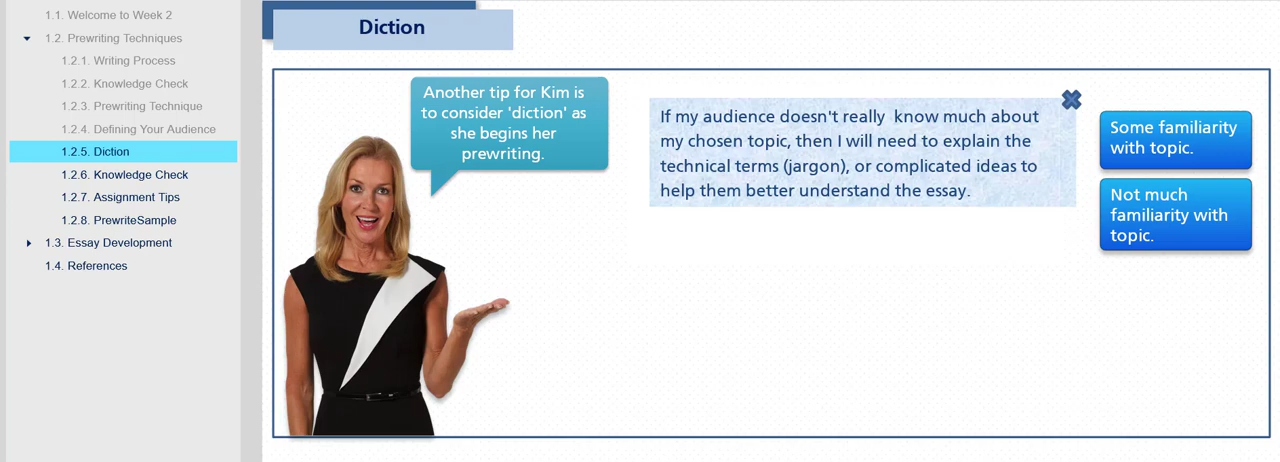 1.1. Welcome to Week 2
1.2. Prewriting Techniques
1.2.1. Writing Process
1.2.2. Knowledge Check
1.2.3. Prewriting Technique
1.2.4. Defining Your Audience
1.2.5. Diction
1.2.6. Knowledge Check
1.2.7. Assignment Tips
1.2.8. PrewriteSample
1.3. Essay Development
1.4. References
Diction
Another tip for Kim is
to consider 'diction' as
she begins her
prewriting.
If my audience doesn't really know much about
my chosen topic, then I will need to explain the
technical terms (jargon), or complicated ideas to
help them better understand the essay.
Some familiarity
with topic.
Not much
familiarity with
topic.